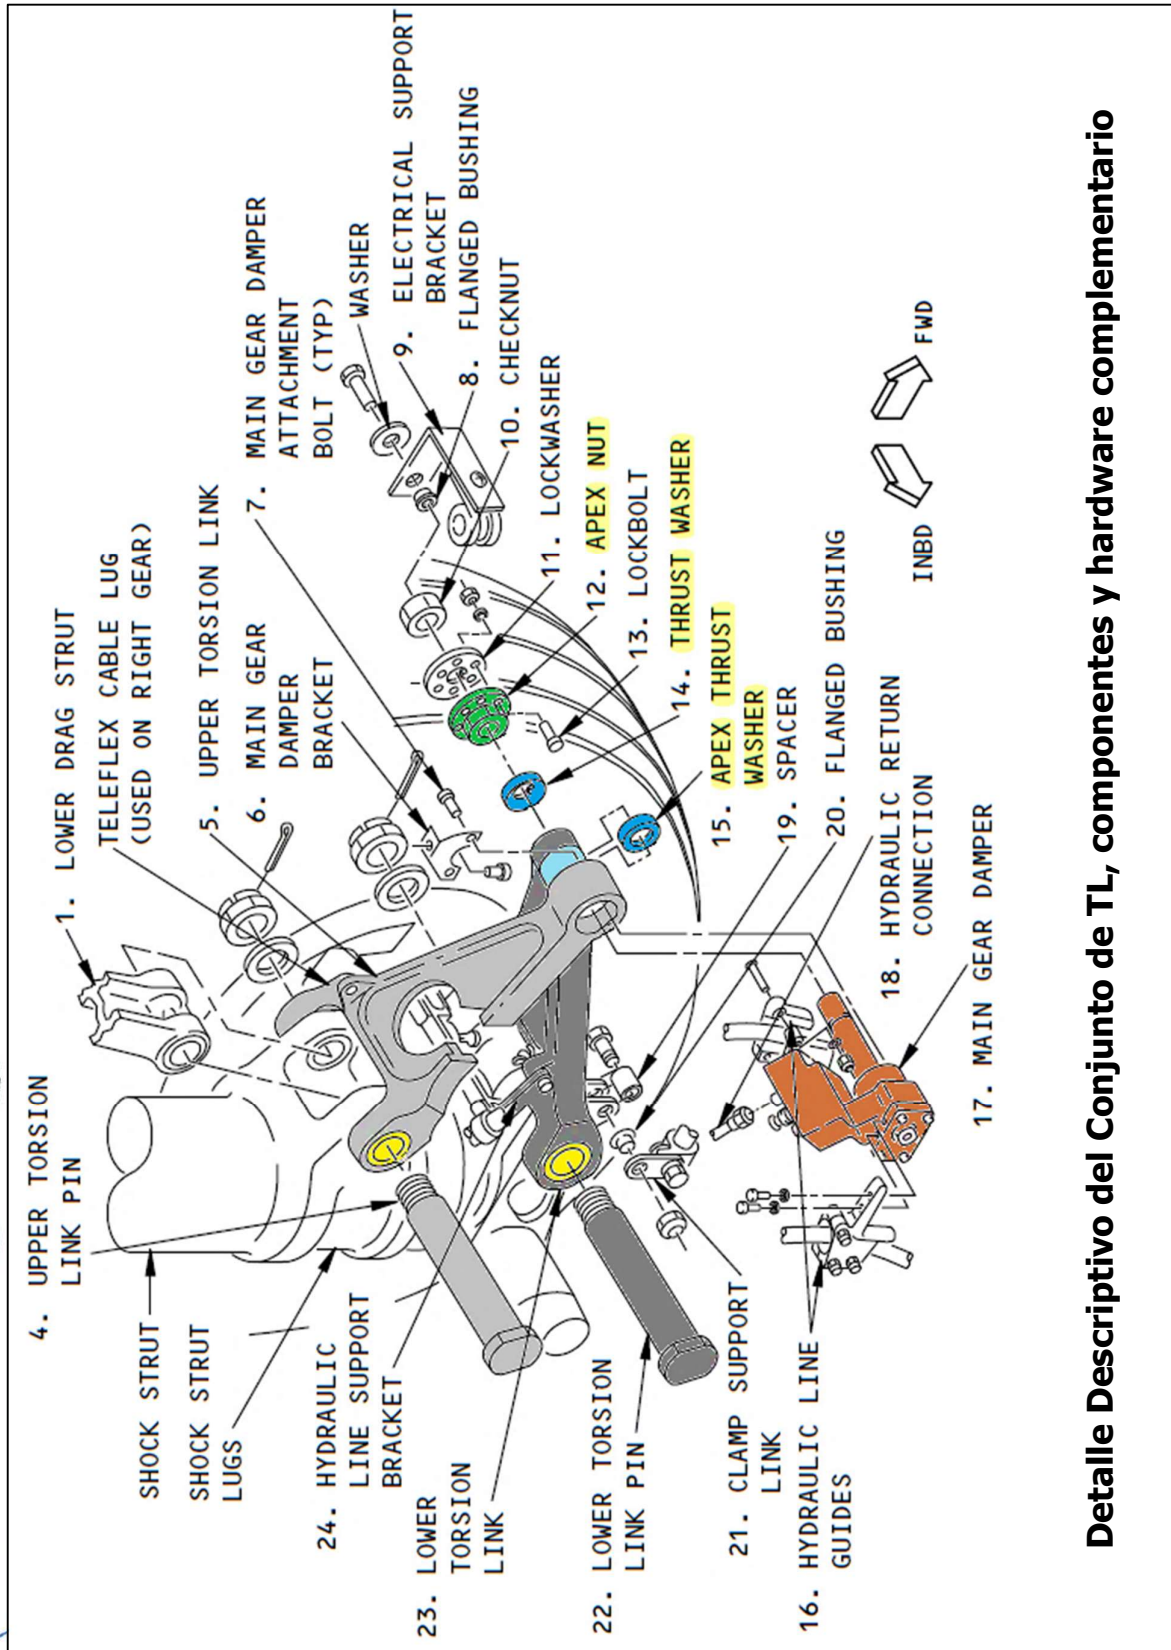 4. UPPER TORSION
LINK PIN
SHOCK STRUT
SHOCK STRUT
LUGS
24. HYDRAULIC
LINE SUPPORT
BRACKET
23. LOWER
TORSION
LINK
22. LOWER TORSION
LINK PIN
21. CLAMP SUPPORT
LINK
16. HYDRAULIC LINE
GUIDES
1. LOWER DRAG STRUT
TELEFLEX CABLE LUG
(USED ON RIGHT GEAR)
5. UPPER TORSION LINK
6. MAIN GEAR
DAMPER
BRACKET
7. MAIN GEAR DAMPER
ATTACHMENT
BOLT (TYP)
WASHER
9. ELECTRICAL SUPPORT
BRACKET
8. FLANGED BUSHING
10. CHECKNUT
11. LOCKWASHER
12. APEX NUT
13. LOCKBOLT
14. THRUST WASHER
15. APEX THRUST
WASHER
19. SPACER
20. FLANGED BUSHING
18. HYDRAULIC RETURN
CONNECTION
17. MAIN GEAR DAMPER
INBD
FWD
Detalle Descriptivo del Conjunto de TL, componentes y hardware complementario